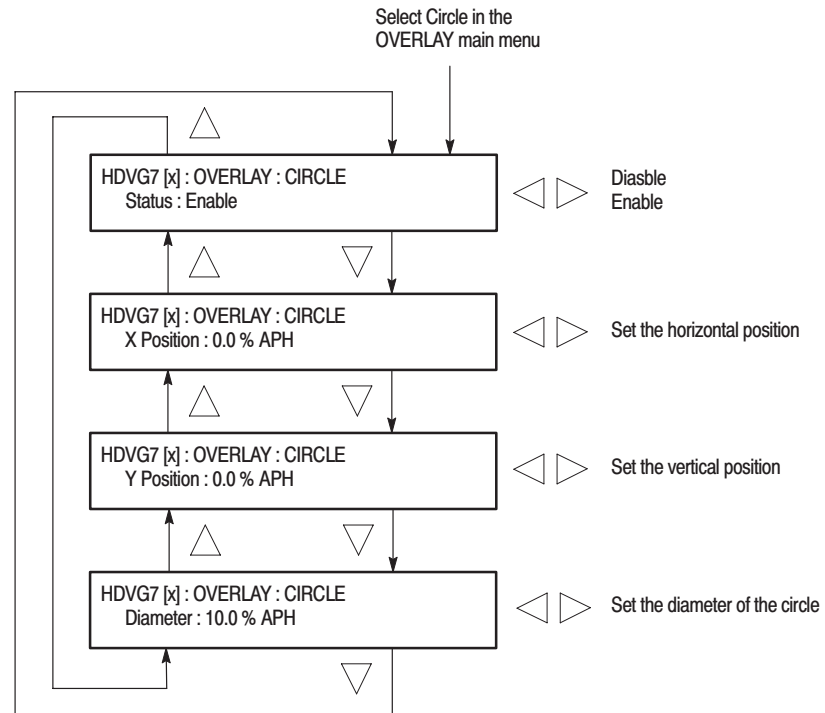 Select Circle in the
OVERLAY main menu
HDVG7 [x] : OVERLAY : CIRCLE
Status : Enable
Diasble
Enable
HDVG7 [x] : OVERLAY : CIRCLE
X Position : 0.0 % APH
Set the horizontal position
HDVG7 [x] : OVERLAY : CIRCLE
Y Position : 0.0 % APH
Set the vertical position
HDVG7 [x] : OVERLAY : CIRCLE
Diameter : 10.0 % APH
Set the diameter of the circle